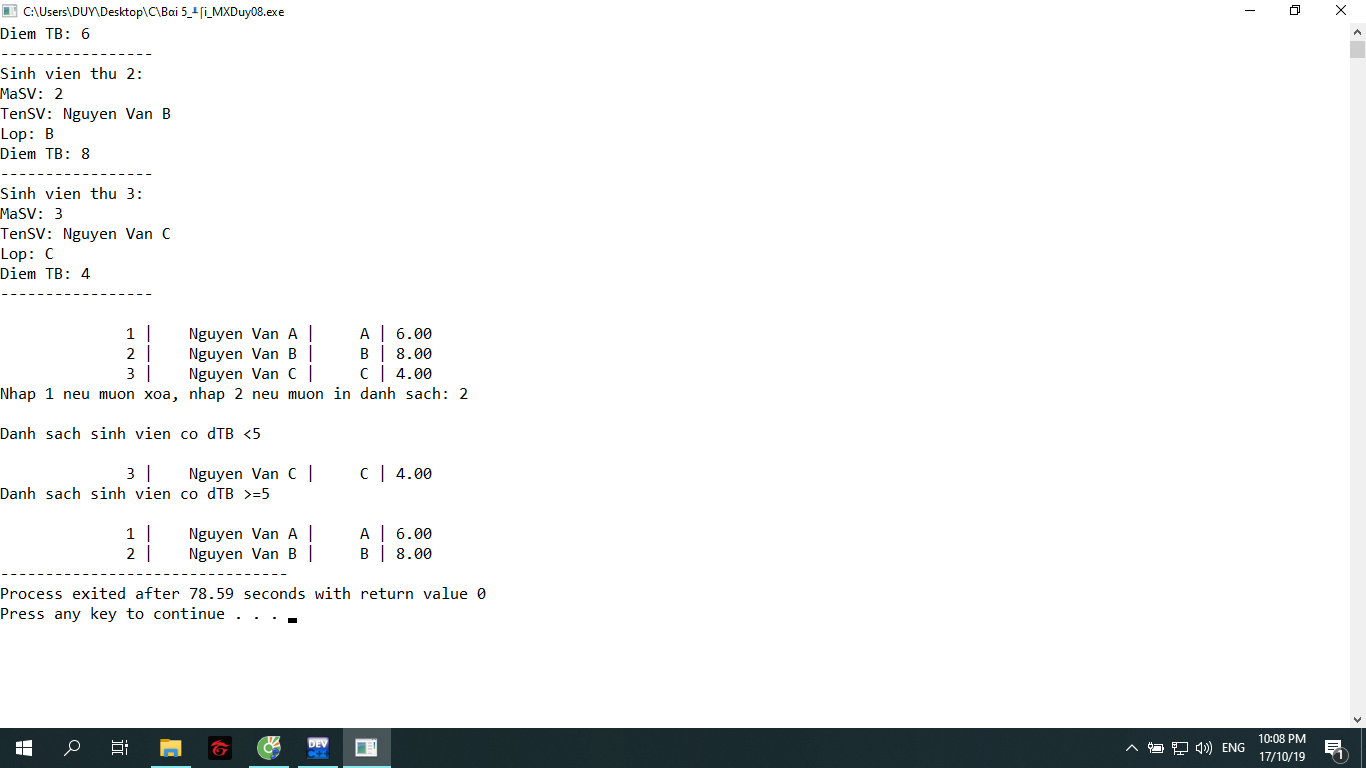 C:\Users\DUY\Desktop\C\Bαi 5_╨⌠i_MXDuy08.exe
Diem TB: 6
-----------------
Sinh vien thu 2:
MaSV: 2
TenSV: Nguyen Van B
Lop: B
Diem TB: 8
-----------------
Sinh vien thu 3:
MaSV: 3
TenSV: Nguyen Van C
Lop: C
Diem TB: 4
-----------------
1 | Nguyen Van A | A | 6.00
2 | Nguyen Van B | B | 8.00
3 | Nguyen Van C | C | 4.00
Nhap 1 neu muon xoa, nhap 2 neu muon in danh sach: 2
Danh sach sinh vien co dTB <5
3 | Nguyen Van C | C | 4.00
Danh sach sinh vien co dTB >=5
1 | Nguyen Van A | A | 6.00
2 | Nguyen Van B | B | 8.00
--------------------------------
Process exited after 78.59 seconds with return value 0
Press any key to continue . . .
DEV
C++
ENG
10:08 PM
17/10/19
1